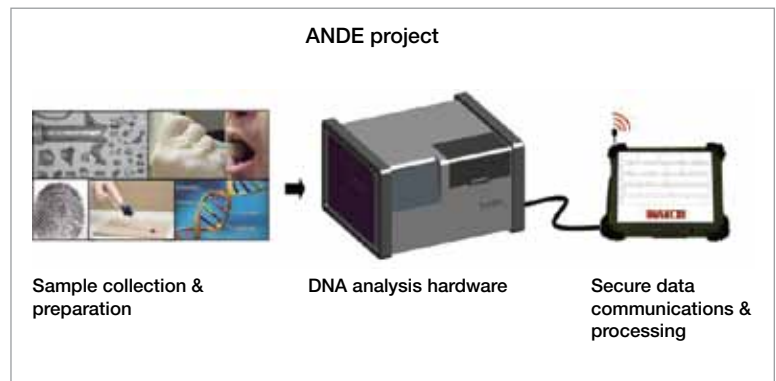 ANDE project
Sample collection &
preparation
DNA analysis hardware
Secure data
communications &
processing